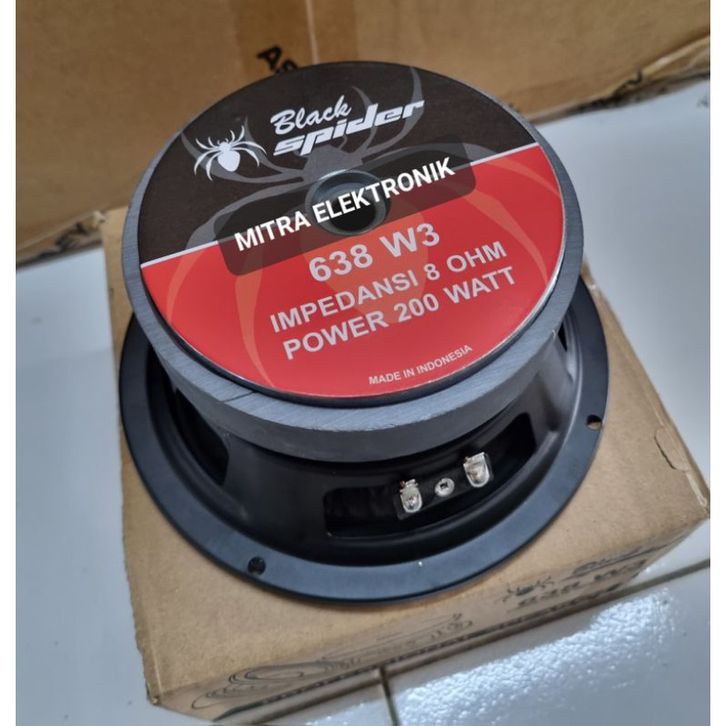 Black
spider
MITRA ELEKTRONIK
638 W3
IMPEDANSI 8 OHM
POWER 200 WATT
MADE IN INDONESIA